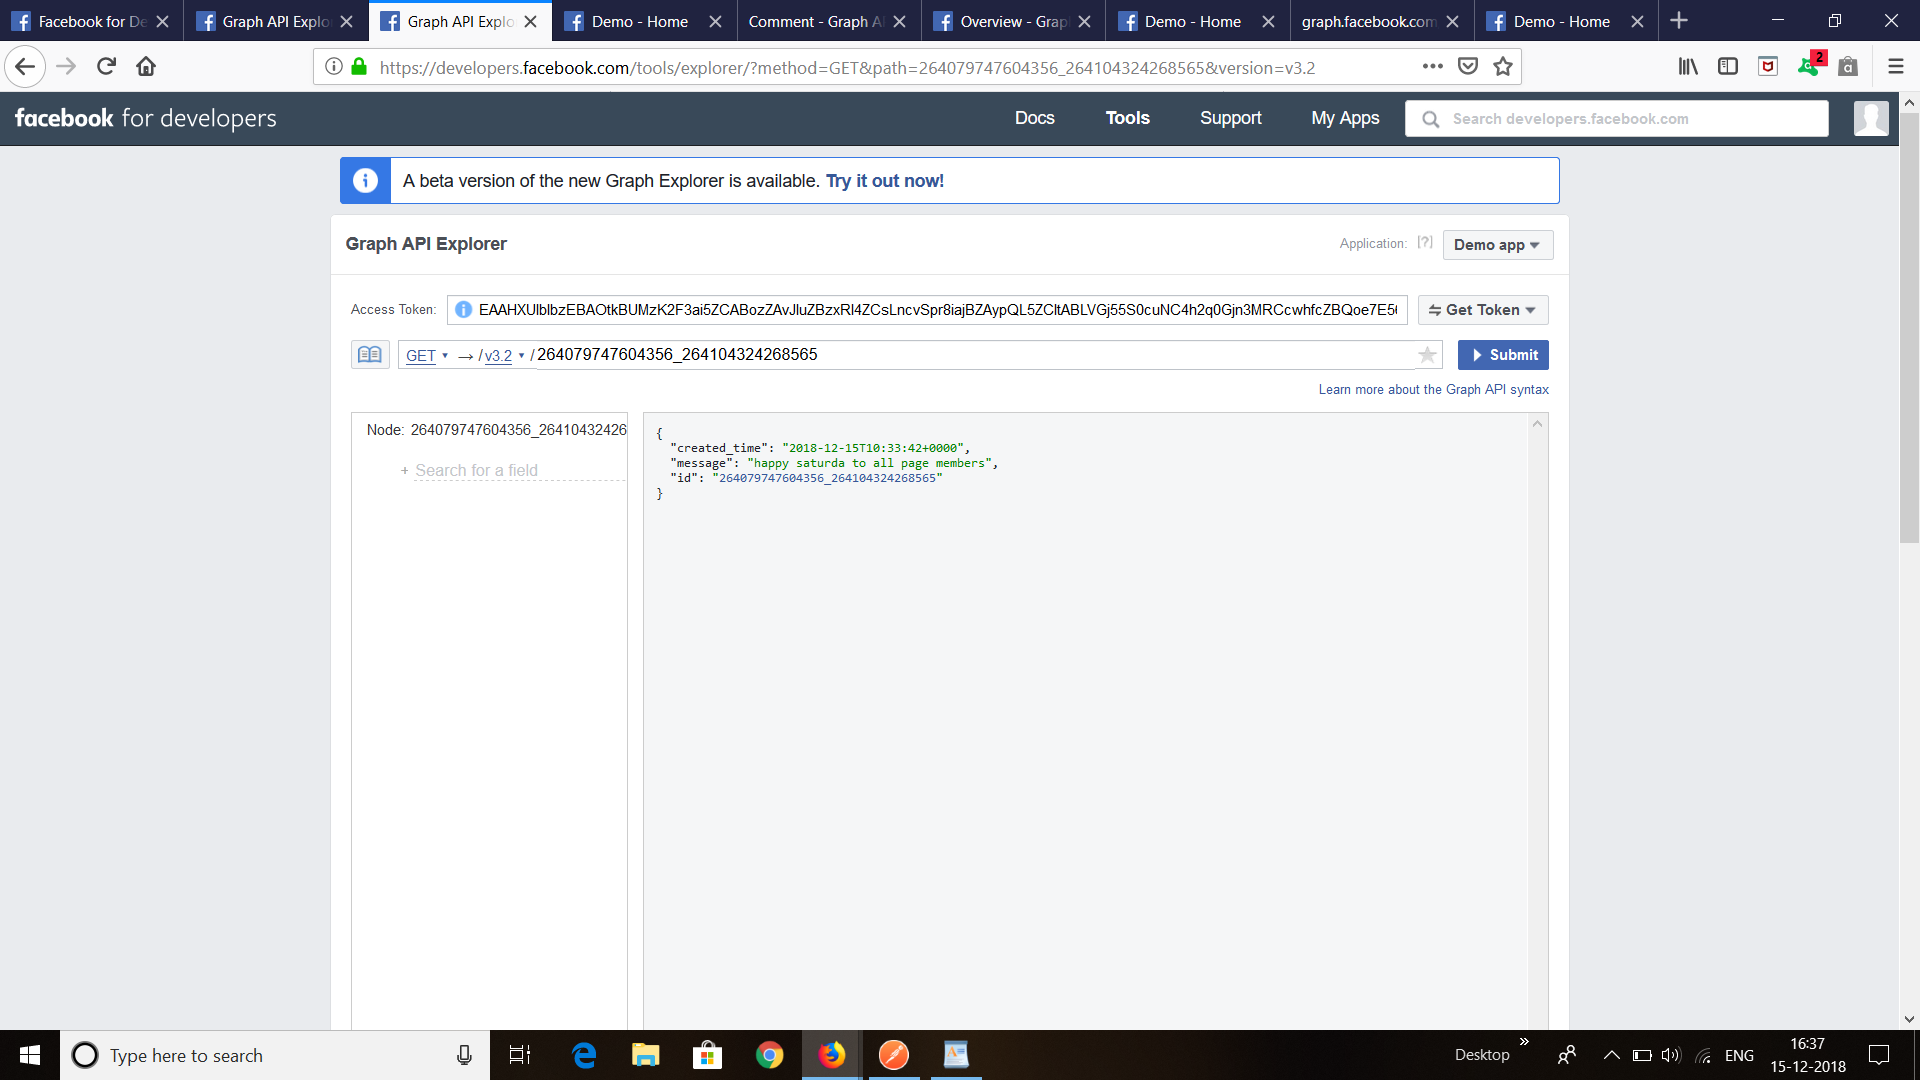 Facebook for De
Graph API Explo
Graph API Explo
Demo - Home
Comment - Graph A
Overview - Grap
Demo - Home
graph.facebook.com
Demo - Home
https://developers.facebook.com/tools/explorer/?method=GET&path=264079747604356_264104324268565&version=v3.2
2
facebook for developers
Docs
Tools
Support
My Apps
Search developers.facebook.com
A beta version of the new Graph Explorer is available. Try it out now!
Graph API Explorer
Application: [?]
Demo app
Access Token:
Get Token
GET → / v3.2 / 264079747604356_264104324268565
Submit
Learn more about the Graph API syntax
Node: 264079747604356_26410432426
+ Search for a field
{
"created_time": "2018-12-15T10:33:42+0000",
"message": "happy saturda to all page members",
"id": "264079747604356_264104324268565"
}
Type here to search
Desktop
ENG
16:37
15-12-2018